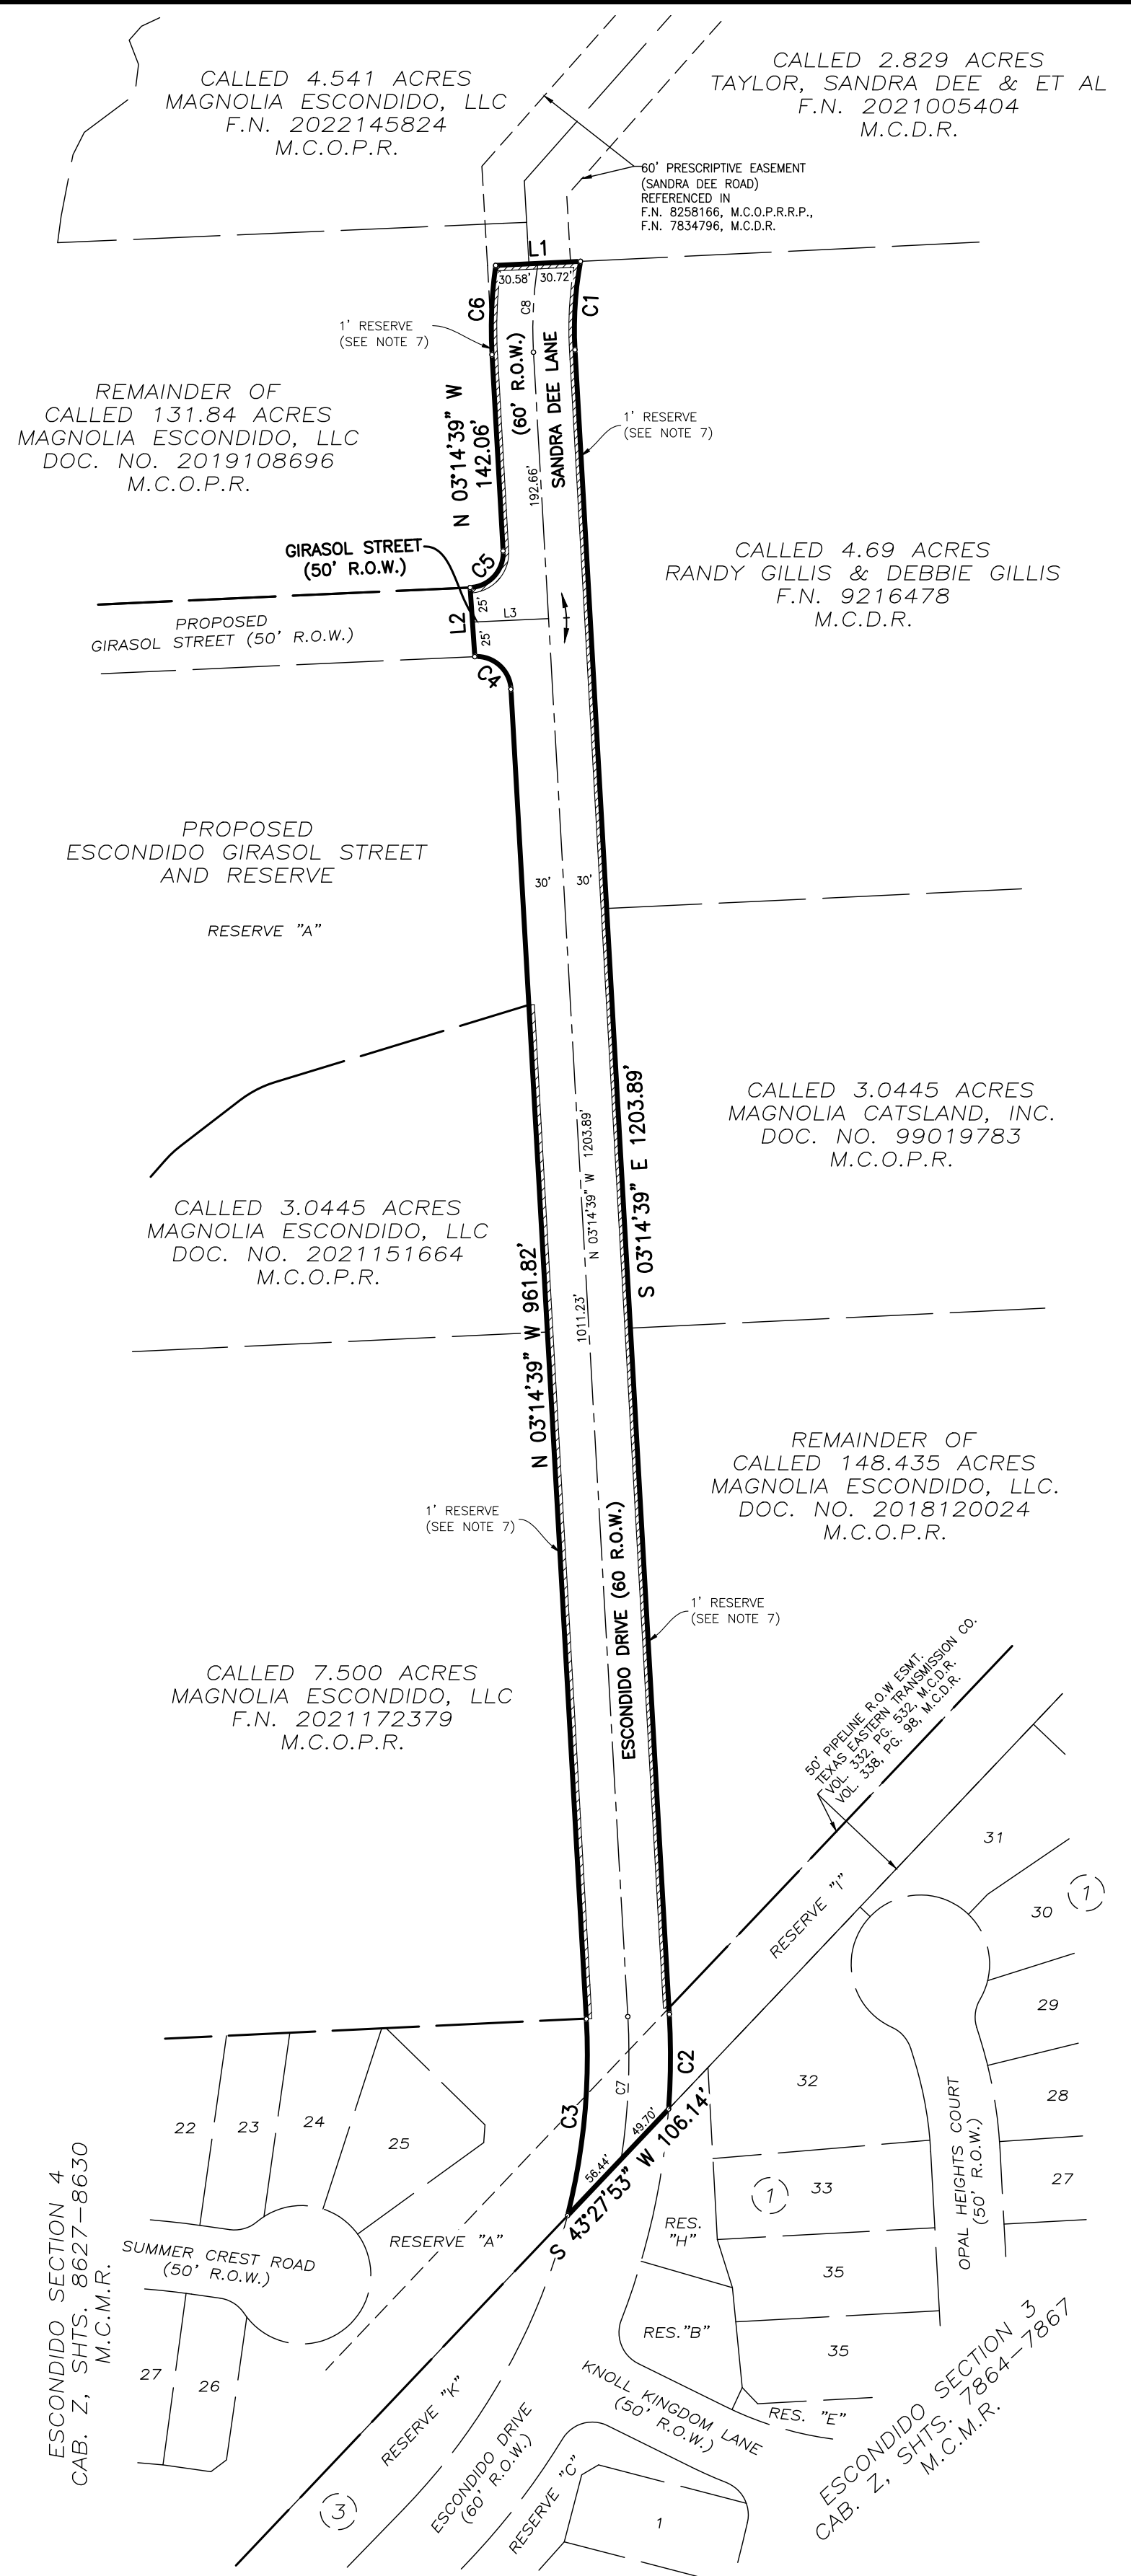 CALLED 4.541 ACRES
MAGNOLIA ESCONDIDO, LLC
F.N. 2022145824
M.C.O.P.R.
CALLED 2.829 ACRES
TAYLOR, SANDRA DEE & ET AL
F.N. 2021005404
M.C.D.R.
60' PRESCRIPTIVE EASEMENT
(SANDRA DEE ROAD)
REFERENCED IN
F.N. 8258166, M.C.O.P.R.R.P.,
F.N. 7834796, M.C.D.R.
L1
30.58'
30.72'
C6
C8
C1
1' RESERVE
(SEE NOTE 7)
(60' R.O.W.)
SANDRA DEE LANE
REMAINDER OF
CALLED 131.84 ACRES
MAGNOLIA ESCONDIDO, LLC
DOC. NO. 2019108696
M.C.O.P.R.
N 03°14'39" W
142.06'
192.66'
1' RESERVE
(SEE NOTE 7)
GIRASOL STREET
(50' R.O.W.)
C5
CALLED 4.69 ACRES
RANDY GILLIS & DEBBIE GILLIS
F.N. 9216478
M.C.D.R.
PROPOSED
GIRASOL STREET (50' R.O.W.)
L2
25'
25'
L3
C4
PROPOSED
ESCONDIDO GIRASOL STREET
AND RESERVE
RESERVE "A"
30'
30'
CALLED 3.0445 ACRES
MAGNOLIA CATSLAND, INC.
DOC. NO. 99019783
M.C.O.P.R.
S 03°14'39" E 1203.89'
N 03°14'39" W 1203.89'
CALLED 3.0445 ACRES
MAGNOLIA ESCONDIDO, LLC
DOC. NO. 2021151664
M.C.O.P.R.
N 03°14'39" W 961.82'
1011.23'
REMAINDER OF
CALLED 148.435 ACRES
MAGNOLIA ESCONDIDO, LLC.
DOC. NO. 2018120024
M.C.O.P.R.
1' RESERVE
(SEE NOTE 7)
ESCONDIDO DRIVE (60 R.O.W.)
1' RESERVE
(SEE NOTE 7)
CALLED 7.500 ACRES
MAGNOLIA ESCONDIDO, LLC
F.N. 2021172379
M.C.O.P.R.
50' PIPELINE R.O.W ESMT.
TEXAS EASTERN TRANSMISSION CO.
VOL. 332, PG. 532, M.C.D.R.
VOL. 338, PG. 98, M.C.D.R.
31
30
1
RESERVE "I"
29
28
27
32
33
1
35
35
OPAL HEIGHTS COURT
(50' R.O.W.)
C2
C7
C3
49.70'
56.44'
S 43°27'53" W 106.14'
22
23
24
25
RESERVE "A"
SUMMER CREST ROAD
(50' R.O.W.)
27
26
ESCONDIDO SECTION 4
CAB. Z, SHTS. 8627-8630
M.C.M.R.
RES.
"H"
RES."B"
RES. "E"
KNOLL KINGDOM LANE
(50' R.O.W.)
RESERVE "K"
ESCONDIDO DRIVE
(60' R.O.W.)
RESERVE "C"
3
1
ESCONDIDO SECTION 3
CAB. Z, SHTS. 7864-7867
M.C.M.R.